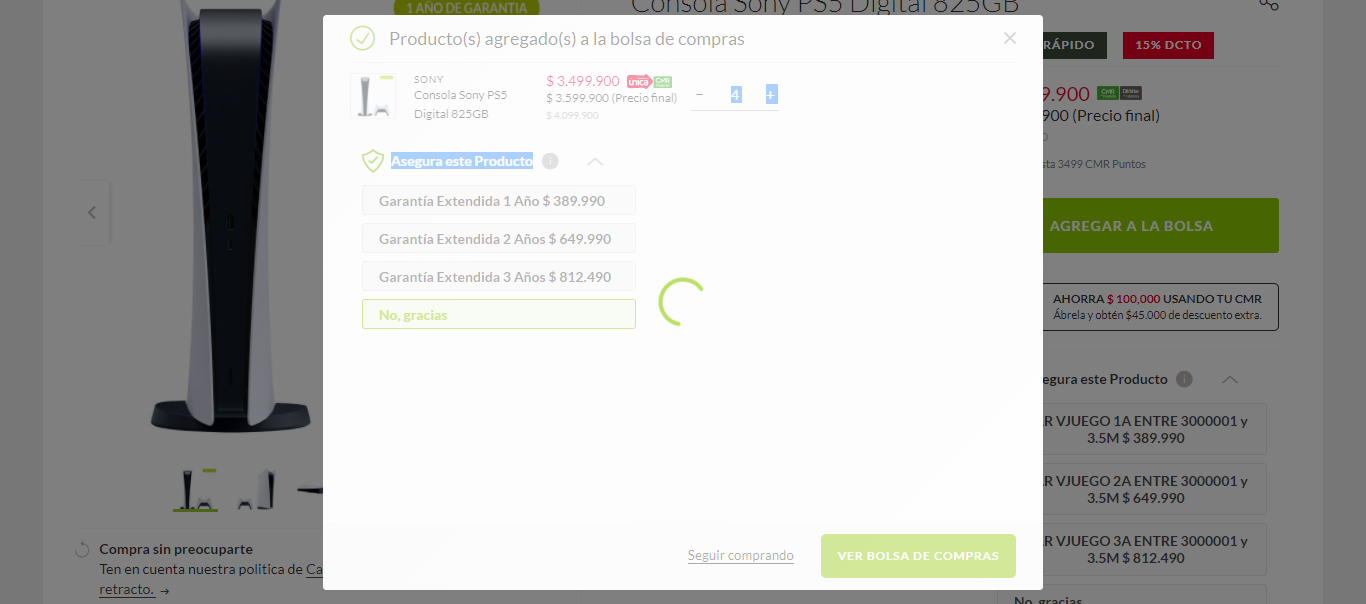 1 AÑO DE GARANTIA
Consola Sony PS5 Digital 825GB
Producto(s) agregado(s) a la bolsa de compras
RÁPIDO
15% DCTO
SONY
Consola Sony PS5
Digital 825GB
$ 3.499.900 única CMR
$ 3.599.900 (Precio final)
$ 4.099.900
− 4 +
9.900 CMR
900 (Precio final)
sta 3499 CMR Puntos
Asegura este Producto i
Garantía Extendida 1 Año $ 389.990
Garantía Extendida 2 Años $ 649.990
Garantía Extendida 3 Años $ 812.490
No, gracias
AGREGAR A LA BOLSA
AHORRA $ 100,000 USANDO TU CMR
Ábrela y obtén $45.000 de descuento extra.
egura este Producto i
R VJUEGO 1A ENTRE 3000001 y
3.5M $ 389.990
R VJUEGO 2A ENTRE 3000001 y
3.5M $ 649.990
R VJUEGO 3A ENTRE 3000001 y
3.5M $ 812.490
No, gracias
Seguir comprando
VER BOLSA DE COMPRAS
Compra sin preocuparte
Ten en cuenta nuestra politica de Ca
retracto. →